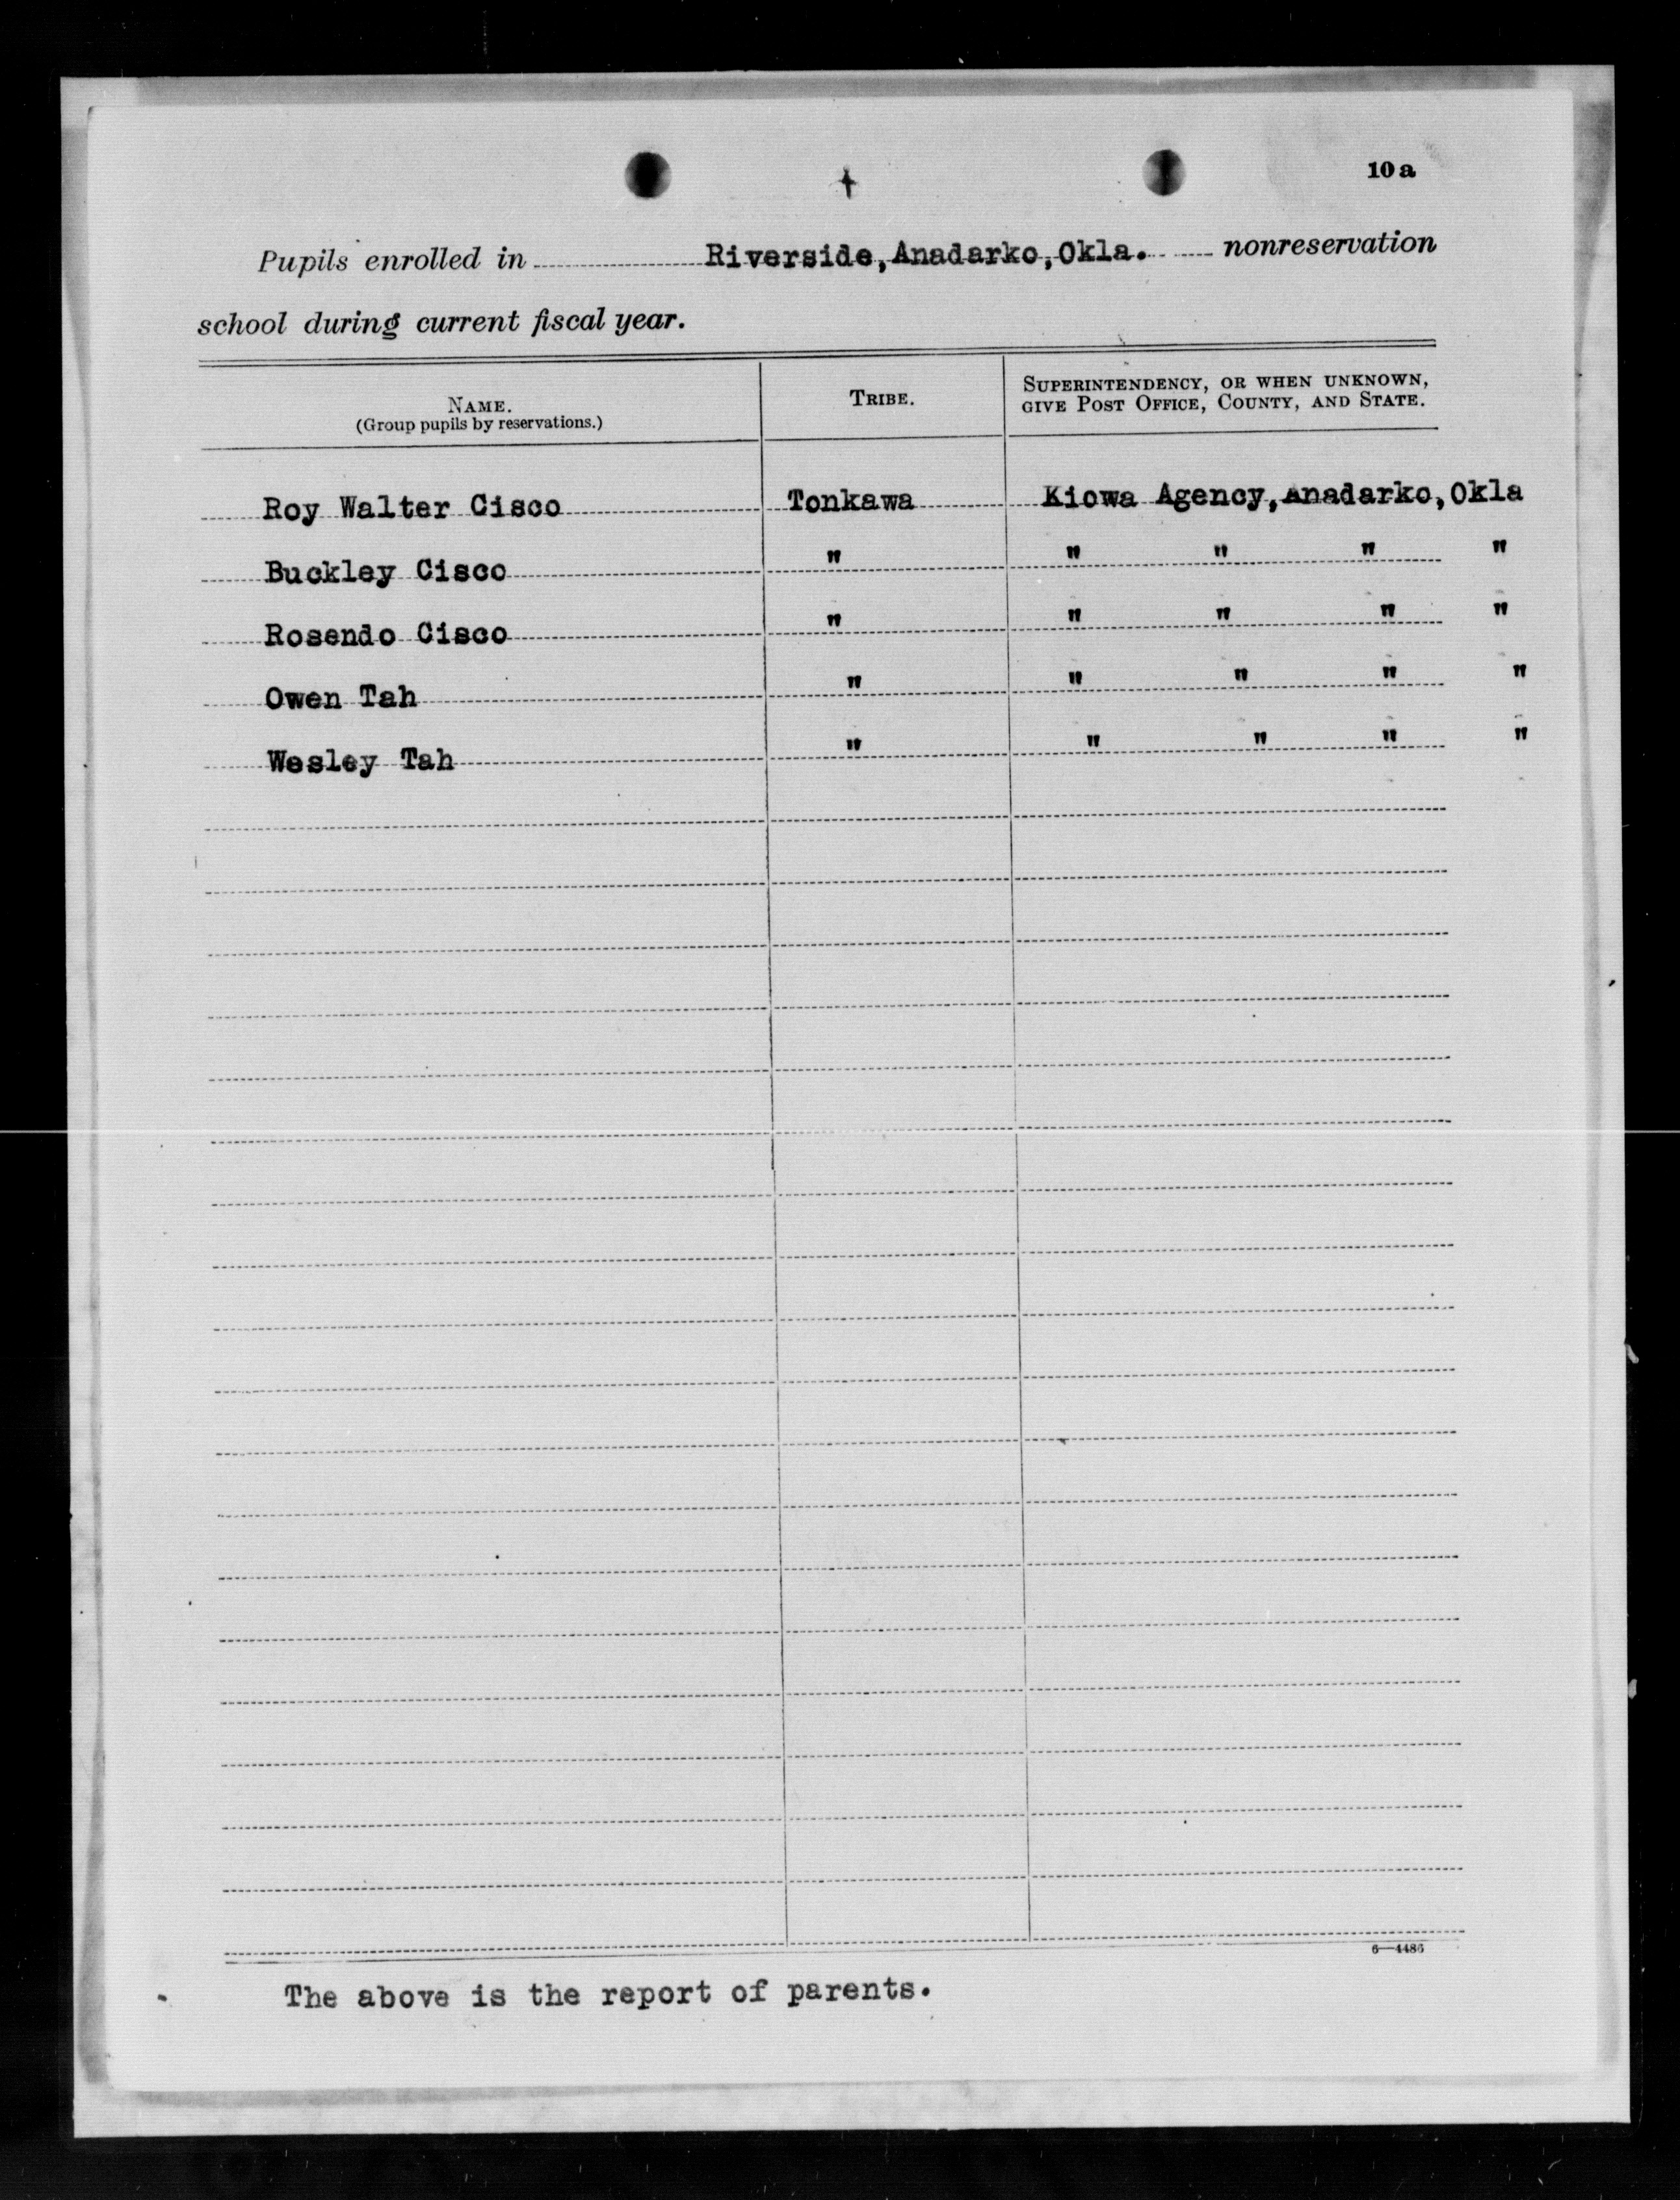 10 a
Pupils enrolled in Riverside,Anadarko,Okla. nonreservation
school during current fiscal year.
NAME.
(Group pupils by reservations.)
TRIBE.
SUPERINTENDENCY, OR WHEN UNKNOWN,
GIVE POST OFFICE, COUNTY, AND STATE.
Roy Walter Cisco Tonkawa Kiowa Agency,Anadarko,Okla
Buckley Cisco " " " " "
Rosendo Cisco " " " " "
Owen Tah " " " " "
Wesley Tah " " " " "
6—4486
The above is the report of parents.